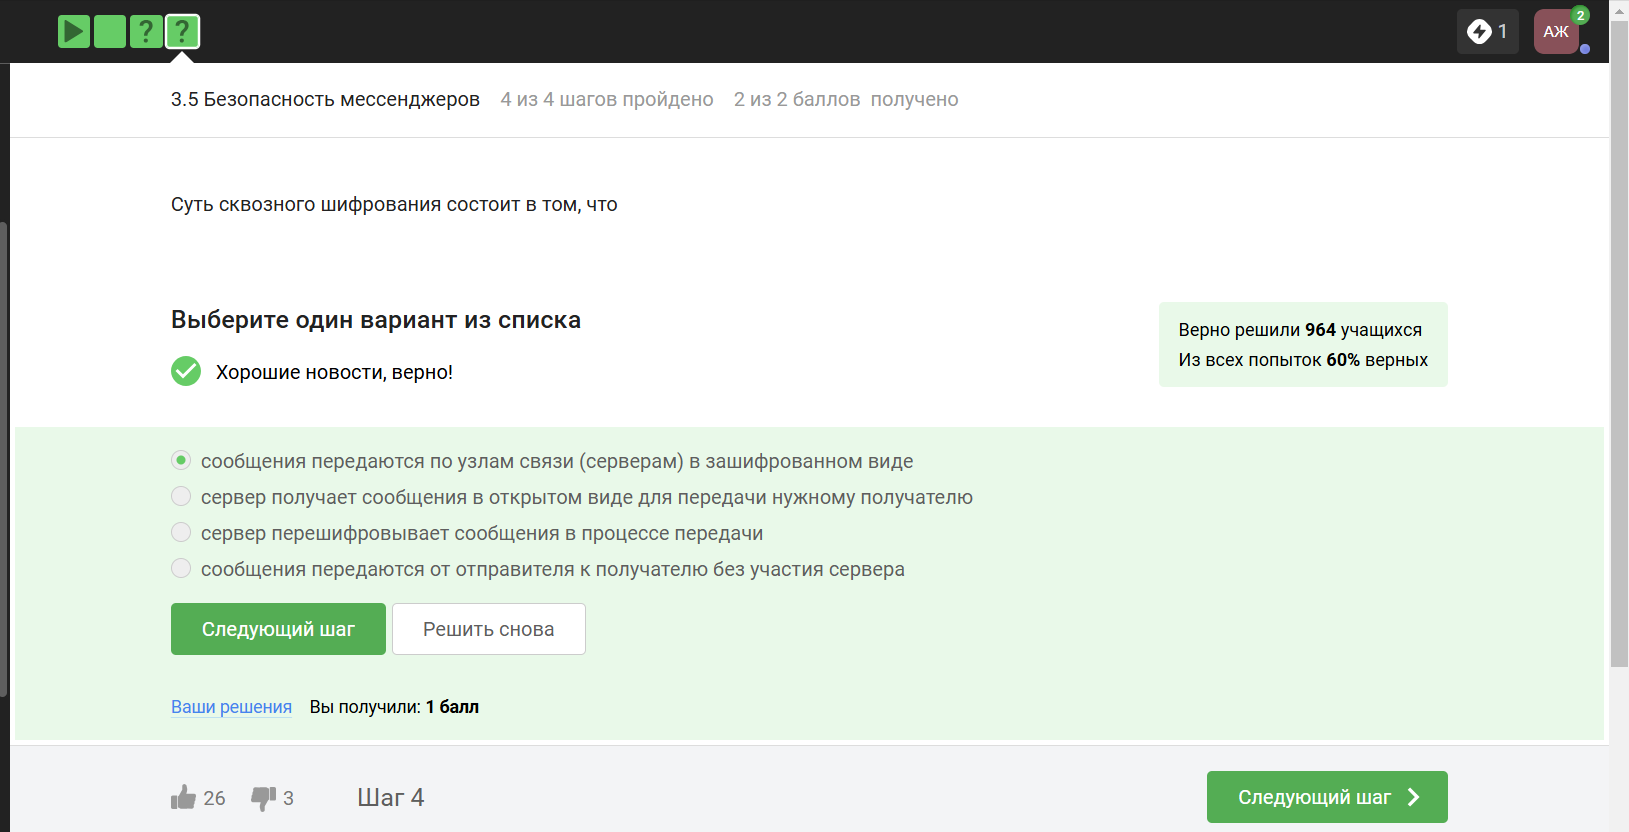 ? ?
1
АЖ
2
3.5 Безопасность мессенджеров 4 из 4 шагов пройдено 2 из 2 баллов получено
Суть сквозного шифрования состоит в том, что
Выберите один вариант из списка
Хорошие новости, верно!
Верно решили 964 учащихся
Из всех попыток 60% верных
сообщения передаются по узлам связи (серверам) в зашифрованном виде
сервер получает сообщения в открытом виде для передачи нужному получателю
сервер перешифровывает сообщения в процессе передачи
сообщения передаются от отправителя к получателю без участия сервера
Следующий шаг Решить снова
Ваши решения Вы получили: 1 балл
26 3 Шаг 4 Следующий шаг